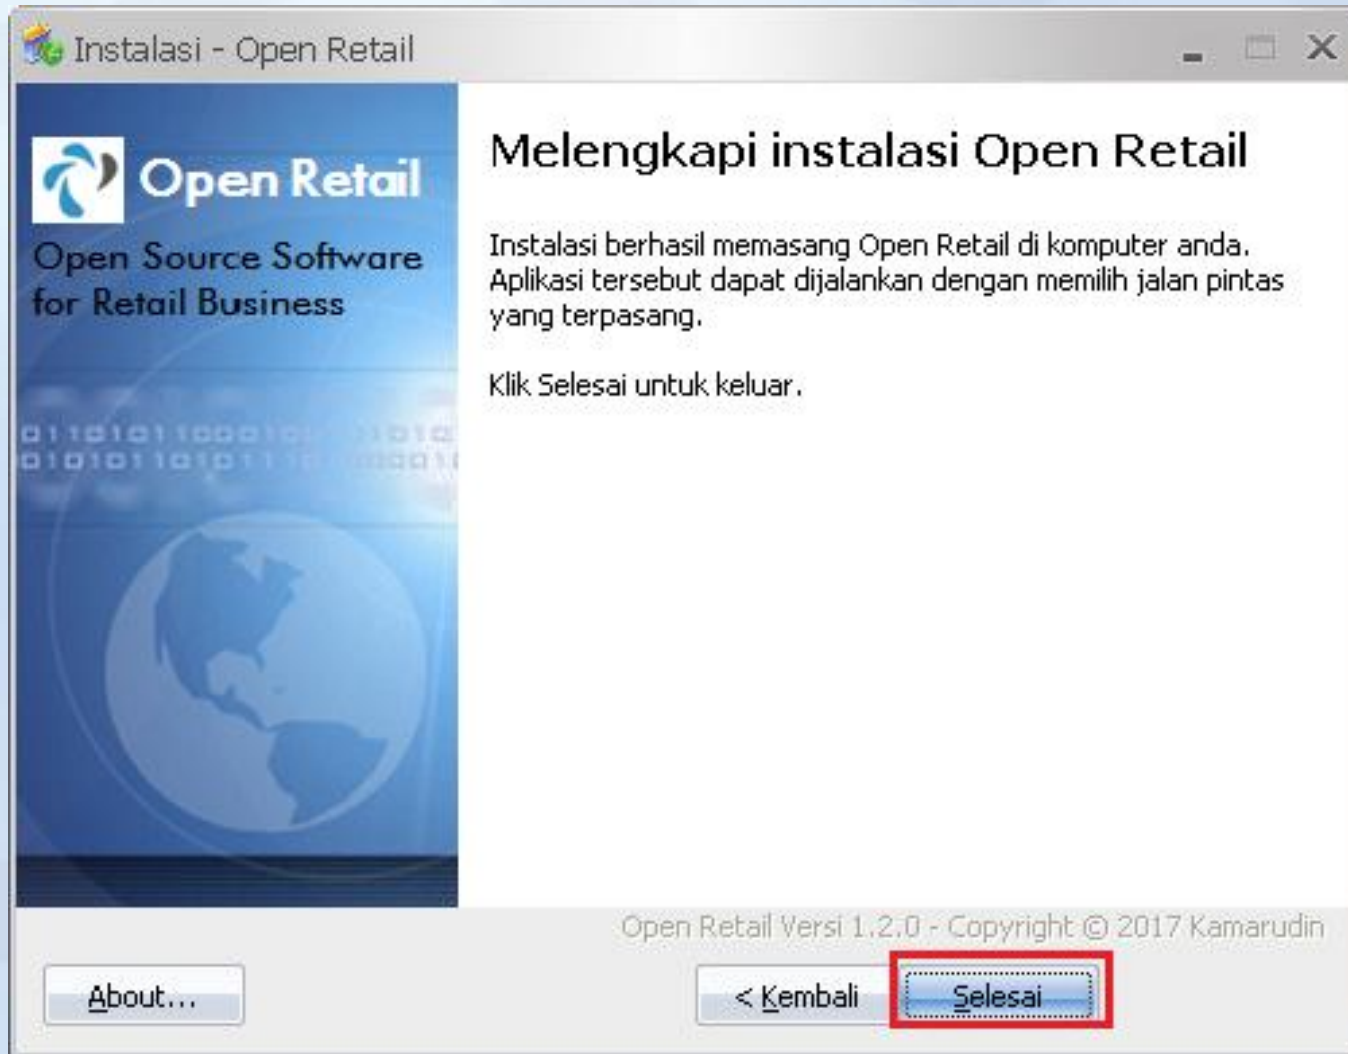 Instalasi - Open Retail
Open Retail
Open Source Software
for Retail Business
Melengkapi instalasi Open Retail
Instalasi berhasil memasang Open Retail di komputer anda.
Aplikasi tersebut dapat dijalankan dengan memilih jalan pintas
yang terpasang.
Klik Selesai untuk keluar.
Open Retail Versi 1.2.0 - Copyright © 2017 Kamarudin
About...
< Kembali
Selesai